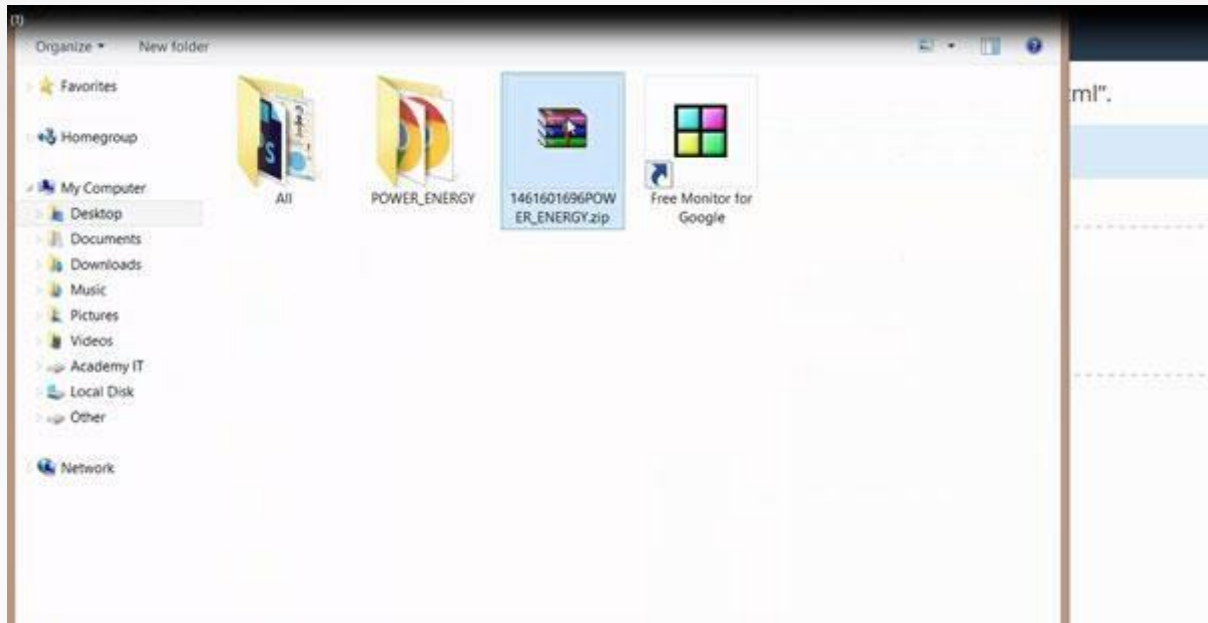 (1)
Organize
New folder
Favorites
Homegroup
My Computer
Desktop
Documents
Downloads
Music
Pictures
Videos
Academy IT
Local Disk
Other
Network
All
POWER_ENERGY
1461601696POW
ER_ENERGY.zip
Free Monitor for
Google
ml".